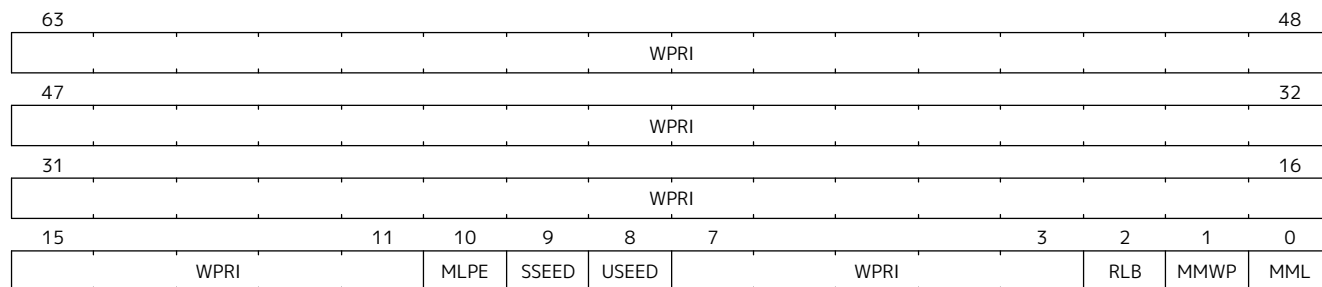 63 48
WPRI
47 32
WPRI
31 16
WPRI
15 11 10 9 8 7 3 2 1 0
WPRI MLPE SSEED USEED WPRI RLB MMWP MML